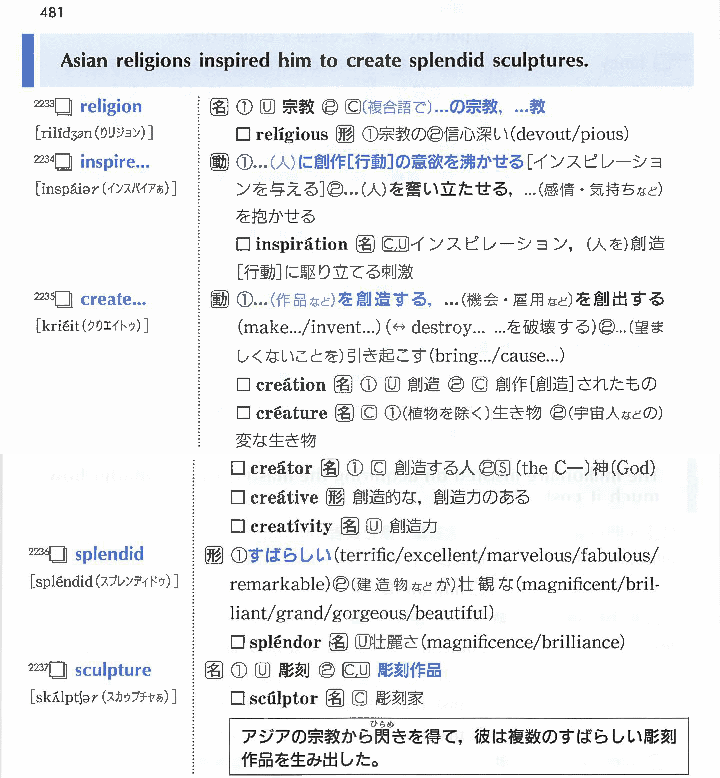 481
Asian religions inspired him to create splendid sculptures.
2233 □ religion 名 ① Ⓤ 宗教 ② Ⓒ(複合語で)…の宗教, …教
[rilídʒən(ゥリジョン)] □ relígious 形 ①宗教の②信心深い(devout/pious)
2234 □ inspire... 動 ①…(人)に創作[行動]の意欲を沸かせる[インスピレーショ
[inspáiər(インスパイアぁ)] ンを与える]②…(人)を奮い立たせる, …(感情・気持ちなど)
を抱かせる
□ inspirátion 名 C,U インスピレーション, (人を)創造
[行動]に駆り立てる刺激
2235 □ create... 動 ①…(作品など)を創造する, …(機会・雇用など)を創出する
[kriéit(クゥリエイトゥ)] (make.../invent...)(↔ destroy... …を破壊する)②…(望ま
しくないことを)引き起こす(bring.../cause...)
□ creátion 名 ① Ⓤ 創造 ② Ⓒ 創作[創造]されたもの
□ créature 名 Ⓒ ①(植物を除く)生き物 ②(宇宙人などの)
変な生き物
□ creátor 名 ① Ⓒ 創造する人②Ⓢ(the C—)神(God)
□ creátive 形 創造的な, 創造力のある
□ creatívity 名 Ⓤ 創造力
2236 □ splendid 形 ①すばらしい(terrific/excellent/marvelous/fabulous/
[spléndid(スプレンディドゥ)] remarkable)②(建造物などが)壮観な(magnificent/bril-
liant/grand/gorgeous/beautiful)
□ spléndor 名 Ⓤ壮麗さ(magnificence/brilliance)
2237 □ sculpture 名 ① Ⓤ 彫刻 ② C,U 彫刻作品
[skʌ́lptʃər(スカゥプチャぁ)] □ scúlptor 名 Ⓒ 彫刻家
ひらめ
アジアの宗教から閃きを得て, 彼は複数のすばらしい彫刻
作品を生み出した。